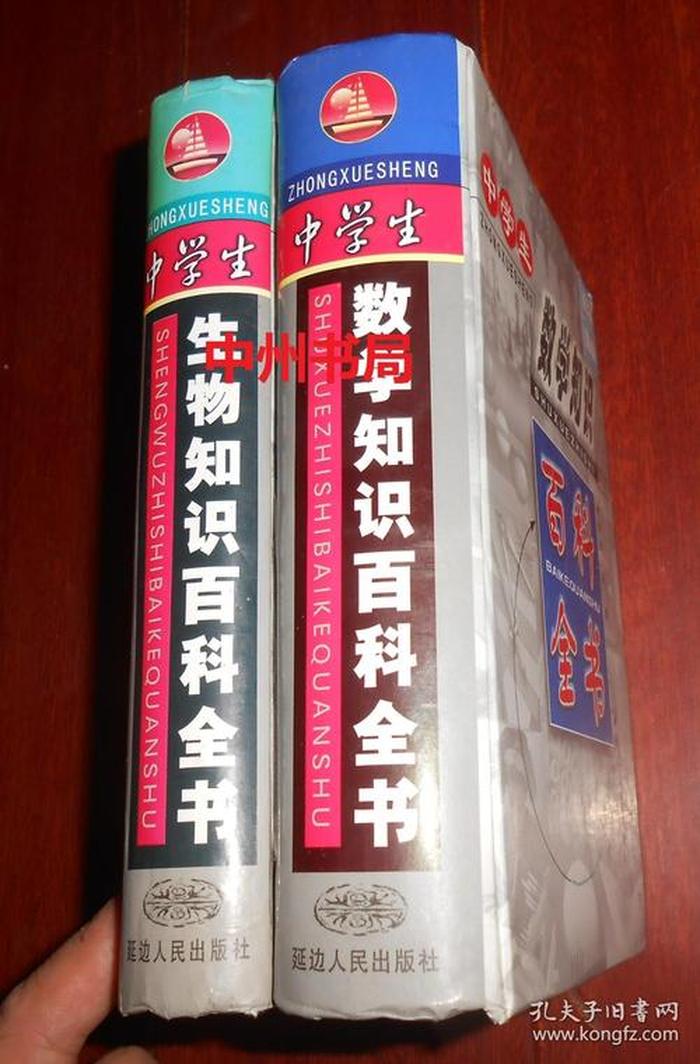 HONGXUESHENG
中学生
生物知识百科全书
SHENGWUZHISHIBAIKEQUANSHU
延边人民出版社
ZHONGXUESHENG
中学生
数学知识百科全书
SHUXUEZHISHIBAIKEQUANSHU
延边人民出版社
中学生
ZHONGXUESHENG
数学知识
SHUXUEZHISHI
百科
BAIKEQUANSHU
全书
中州书局
孔夫子旧书网
www.kongfz.com